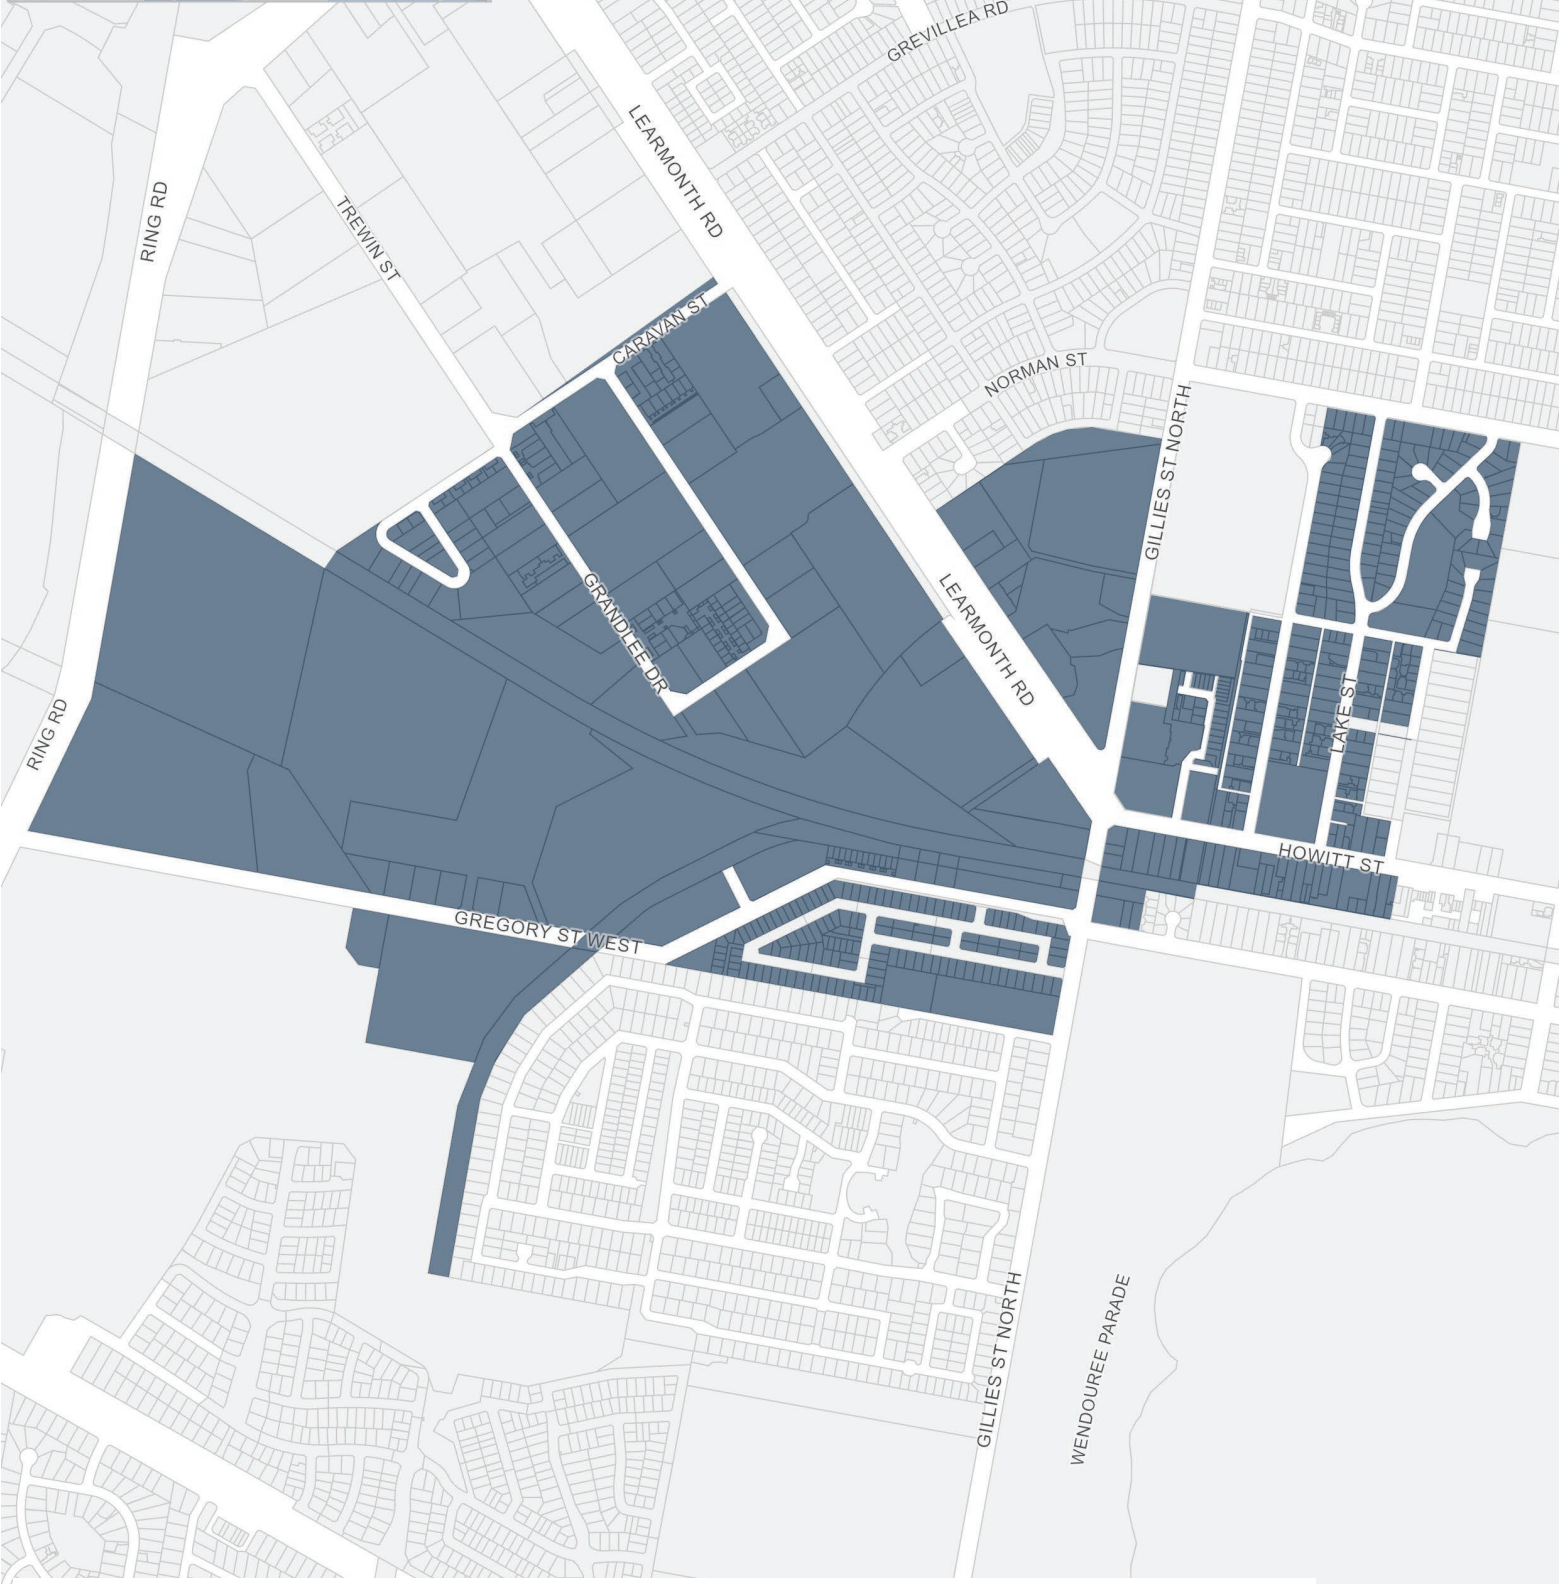 GREVILLEA RD
LEARMONTH RD
RING RD
TREWIN ST
CARAVAN ST
NORMAN ST
GILLIES ST NORTH
GRANDLEE DR
LEARMONTH RD
LAKE ST
RING RD
HOWITT ST
GREGORY ST WEST
GILLIES ST NORTH
WENDOUREE PARADE